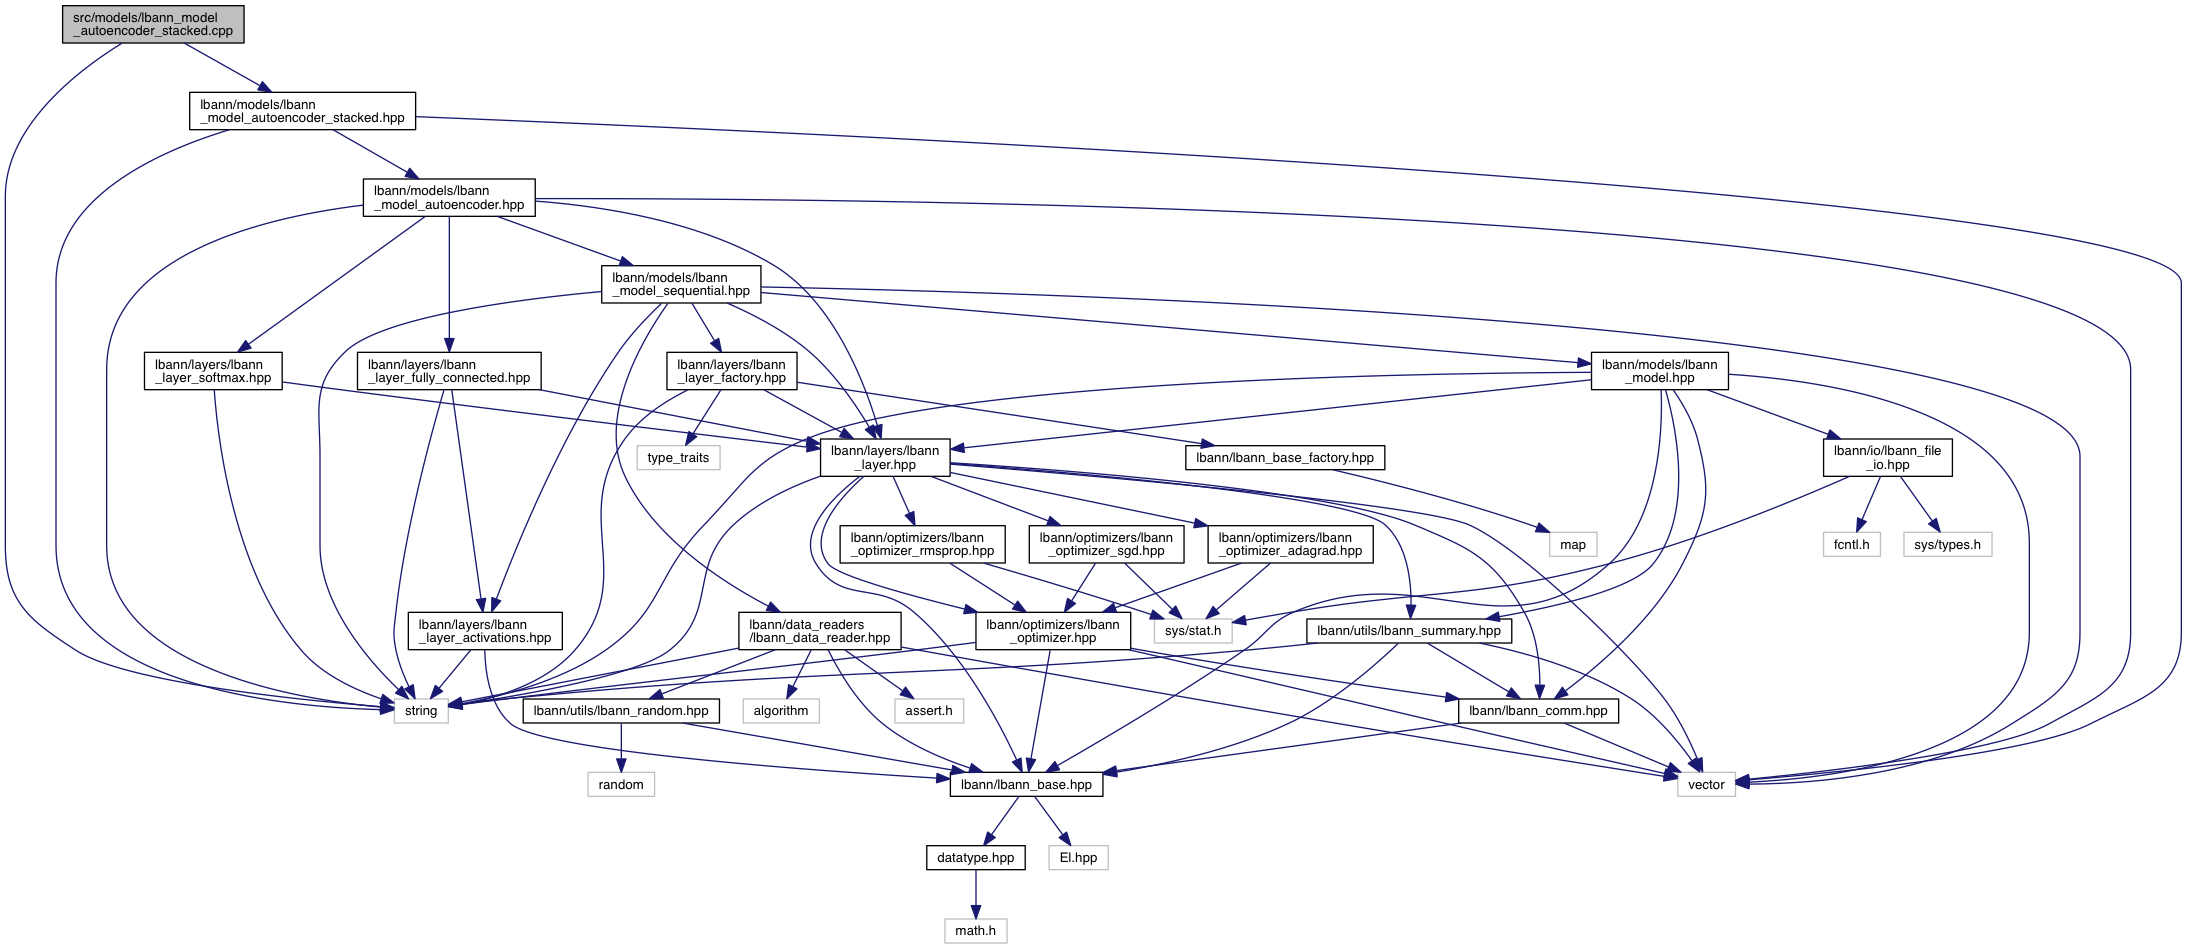 src/models/lbann_model
_autoencoder_stacked.cpp
lbann/models/lbann
_model_autoencoder_stacked.hpp
lbann/models/lbann
_model_autoencoder.hpp
lbann/models/lbann
_model_sequential.hpp
lbann/layers/lbann
_layer_softmax.hpp
lbann/layers/lbann
_layer_fully_connected.hpp
lbann/layers/lbann
_layer_factory.hpp
lbann/models/lbann
_model.hpp
type_traits
lbann/layers/lbann
_layer.hpp
lbann/lbann_base_factory.hpp
lbann/io/lbann_file
_io.hpp
lbann/optimizers/lbann
_optimizer_rmsprop.hpp
lbann/optimizers/lbann
_optimizer_sgd.hpp
lbann/optimizers/lbann
_optimizer_adagrad.hpp
map
fcntl.h
sys/types.h
lbann/layers/lbann
_layer_activations.hpp
lbann/data_readers
/lbann_data_reader.hpp
lbann/optimizers/lbann
_optimizer.hpp
sys/stat.h
lbann/utils/lbann_summary.hpp
string
lbann/utils/lbann_random.hpp
algorithm
assert.h
lbann/lbann_comm.hpp
random
lbann/lbann_base.hpp
vector
datatype.hpp
El.hpp
math.h